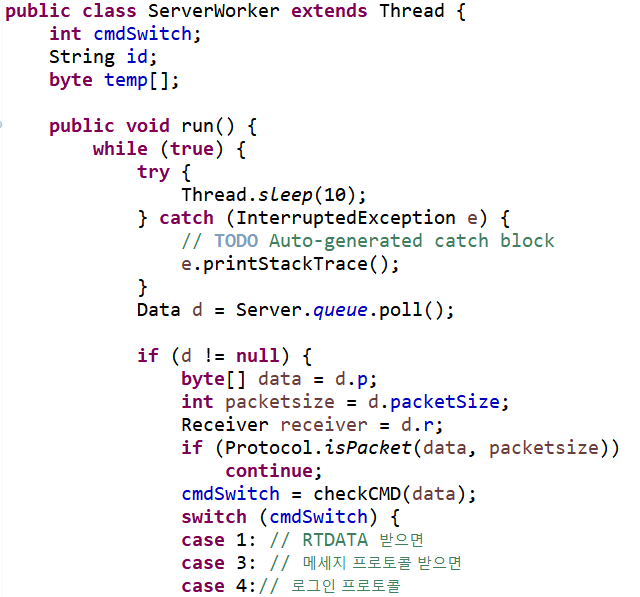 public class ServerWorker extends Thread {
    int cmdSwitch;
    String id;
    byte temp[];
    public void run() {
        while (true) {
            try {
                Thread.sleep(10);
            } catch (InterruptedException e) {
                // TODO Auto-generated catch block
                e.printStackTrace();
            }
            Data d = Server.queue.poll();
            if (d != null) {
                byte[] data = d.p;
                int packetsize = d.packetSize;
                Receiver receiver = d.r;
                if (Protocol.isPacket(data, packetsize))
                    continue;
                cmdSwitch = checkCMD(data);
                switch (cmdSwitch) {
                case 1: // RTDATA 받으면
                case 3: // 메세지 프로토콜 받으면
                case 4:// 로그인 프로토콜